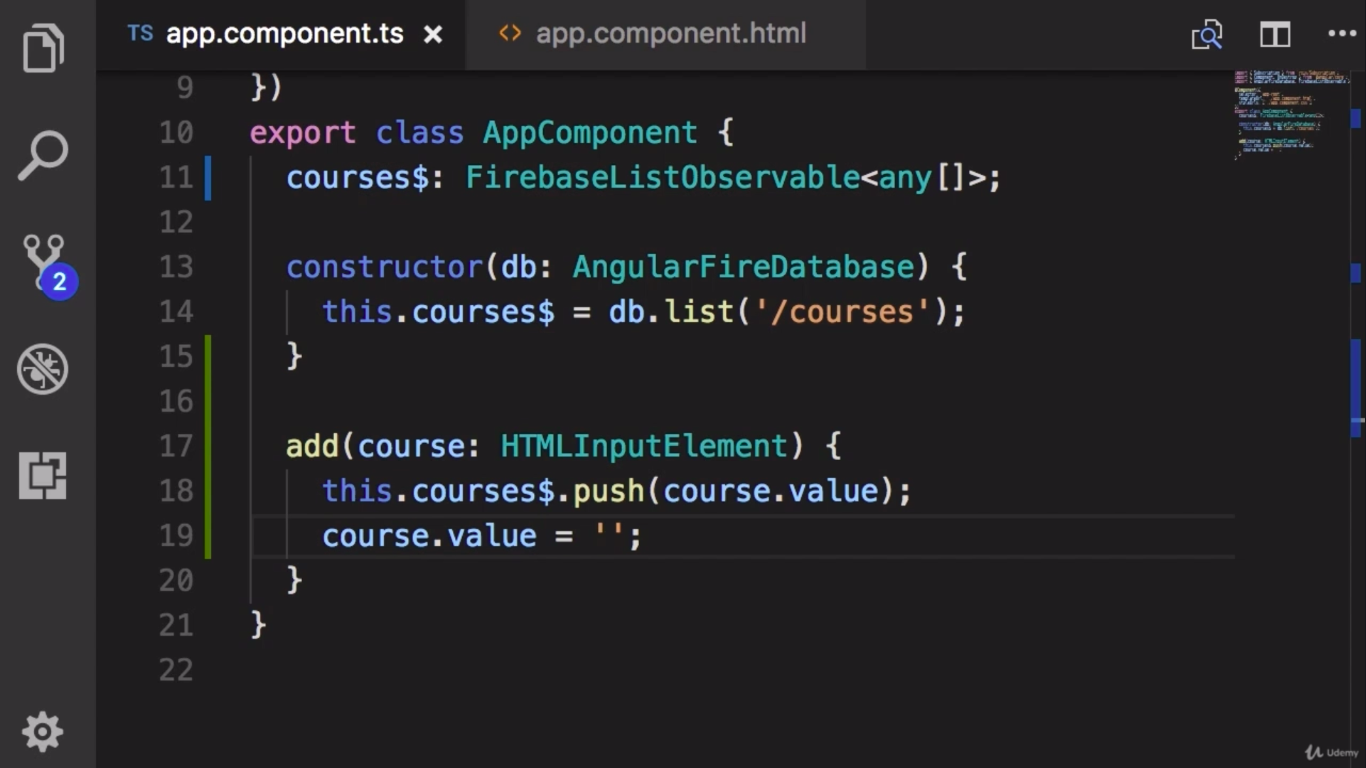 TS app.component.ts × <> app.component.html
9 })
10 export class AppComponent {
11 courses$: FirebaseListObservable<any[]>;
12
13 constructor(db: AngularFireDatabase) {
14 this.courses$ = db.list('/courses');
15 }
16
17 add(course: HTMLInputElement) {
18 this.courses$.push(course.value);
19 course.value = '';
20 }
21 }
22
2
Udemy